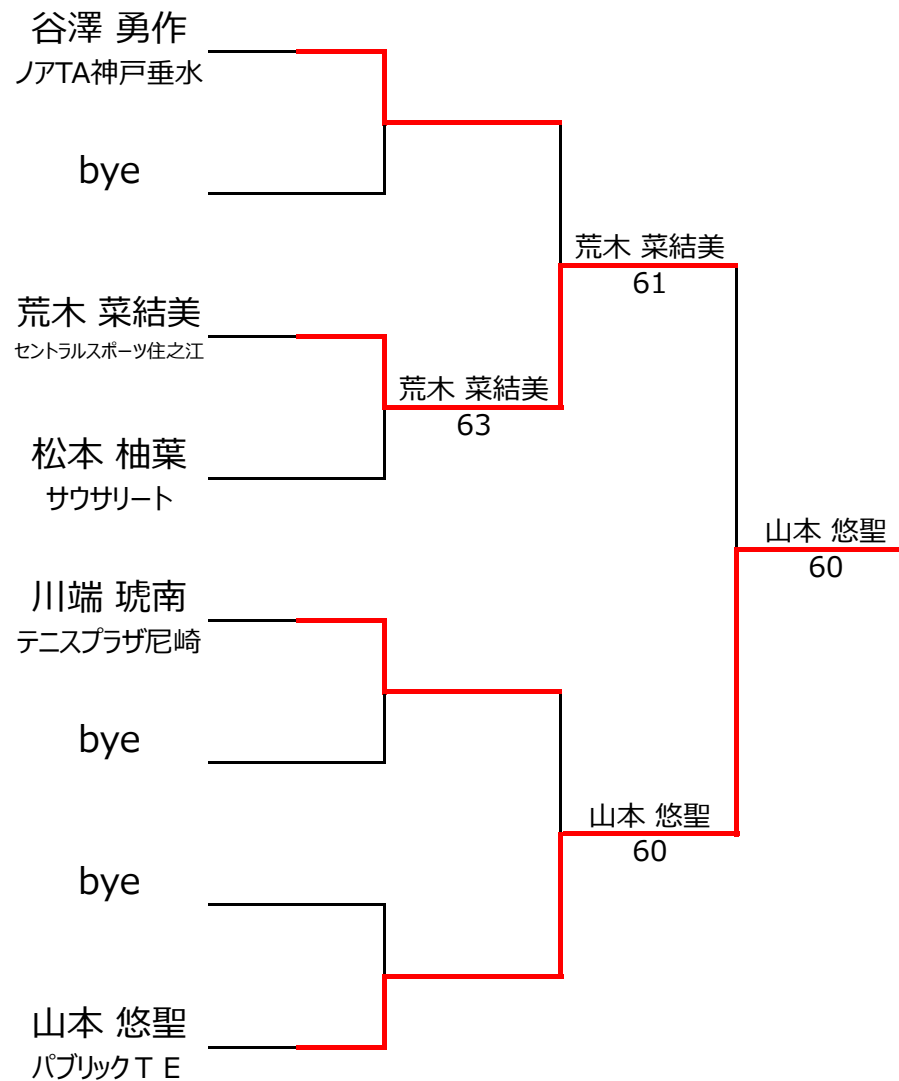 谷澤 勇作
ノアTA神戸垂水
bye
荒木 菜結美
61
荒木 菜結美
セントラルスポーツ住之江
荒木 菜結美
63
松本 柚葉
サウサリート
山本 悠聖
60
川端 琥南
テニスプラザ尼崎
bye
山本 悠聖
60
bye
山本 悠聖
パブリックＴＥ